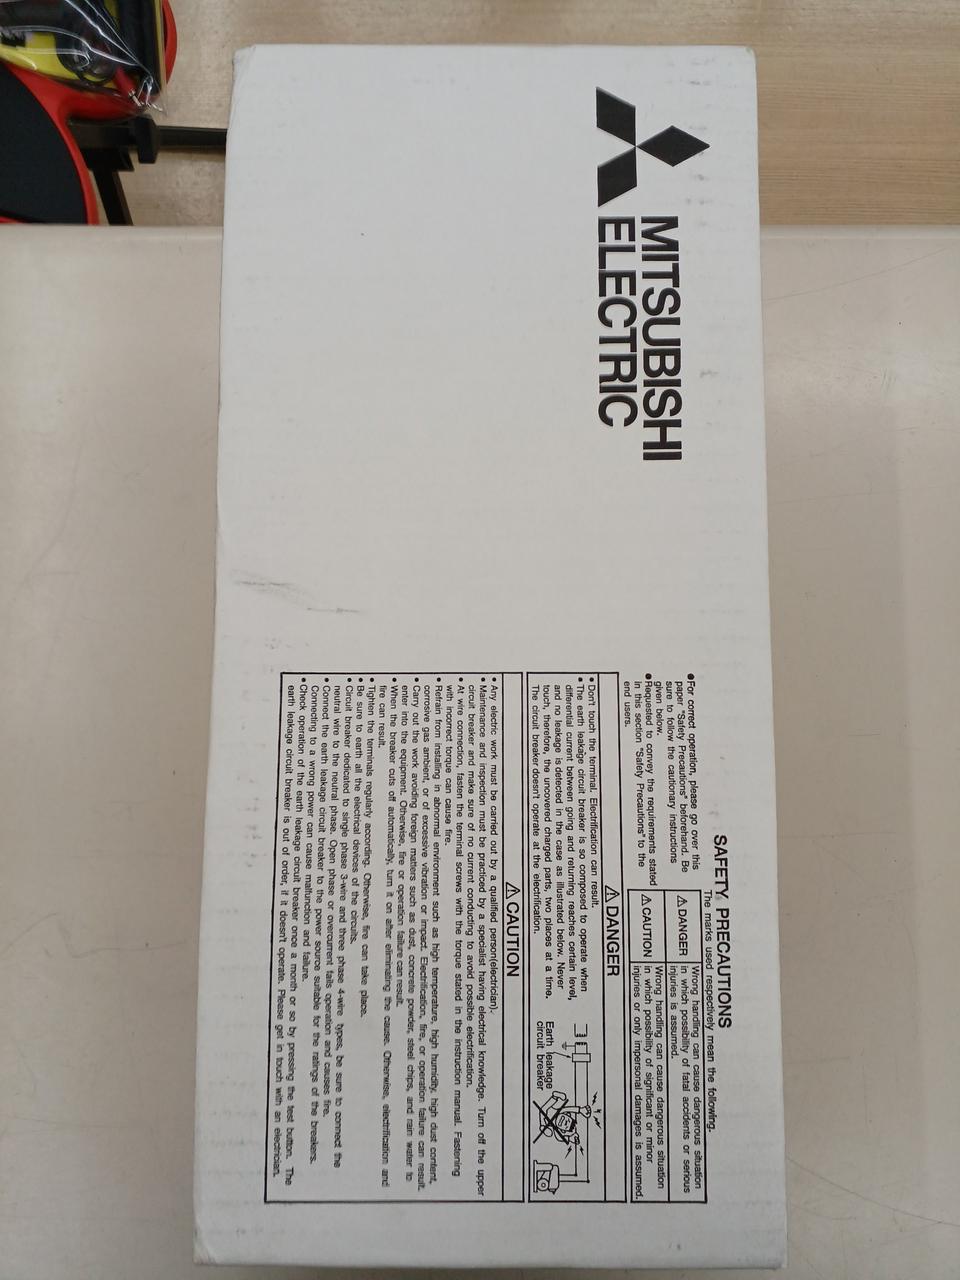 MITSUBISHI
ELECTRIC
SAFETY PRECAUTIONS
●For correct operation, please go over this
paper "Safety Precautions" beforehand. Be
sure to follow the cautionary instructions
given below.
●Requested to convey the requirements stated
in this section "Safety Precautions" to the
end users.
The marks used respectively mean the following.
⚠DANGER
Wrong handling can cause dangerous situation
in which possibility of fatal accidents or serious
injuries is assumed.
⚠CAUTION
Wrong handling can cause dangerous situation
in which possibility of significant or minor
injuries or only impersonal damages is assumed.
⚠DANGER
• Don't touch the terminal. Electrification can result.
• The earth leakage circuit breaker is so composed to operate when
differential current between going and returning reaches certain level,
and no leakage is detected in the case as illustrated below. Never
touch, therefore, the uncovered charged parts, two places at a time.
The circuit breaker doesn't operate at the electrification.
Earth leakage
circuit breaker
⚠CAUTION
• Any electric work must be carried out by a qualified person(electrician).
• Maintenance and inspection must be practiced by a specialist having electrical knowledge. Turn off the upper
circuit breaker and make sure of no current conducting to avoid possible electrification.
• At wire connection, fasten the terminal screws with the torque stated in the instruction manual. Fastening
with incorrect torque can cause fire.
• Refrain from installing in abnormal environment such as high temperature, high humidity, high dust content,
corrosive gas ambient, or of excessive vibration or impact. Electrification, fire, or operation failure can result.
• Carry out the work avoiding foreign matters such as dust, concrete powder, steel chips, and rain water to
enter into the equipment. Otherwise, fire or operation failure can result.
• When the breaker cuts off automatically, turn it on after eliminating the cause. Otherwise, electrification and
fire can result.
• Tighten the terminals regularly according. Otherwise, fire can take place.
• Be sure to earth all the electrical devices of the circuits.
• Circuit breaker dedicated to single phase 3-wire and three phase 4-wire types, be sure to connect the
neutral wire to the neutral phase. Open phase or overcurrent fails operation and causes fire.
• Connect the earth leakage circuit breaker to the power source suitable for the ratings of the breakers.
Connecting to a wrong power can cause malfunction and failure.
• Check operation of the earth leakage circuit breaker once a month or so by pressing the test button. The
earth leakage circuit breaker is out of order, if it doesn't operate. Please get in touch with an electrician.